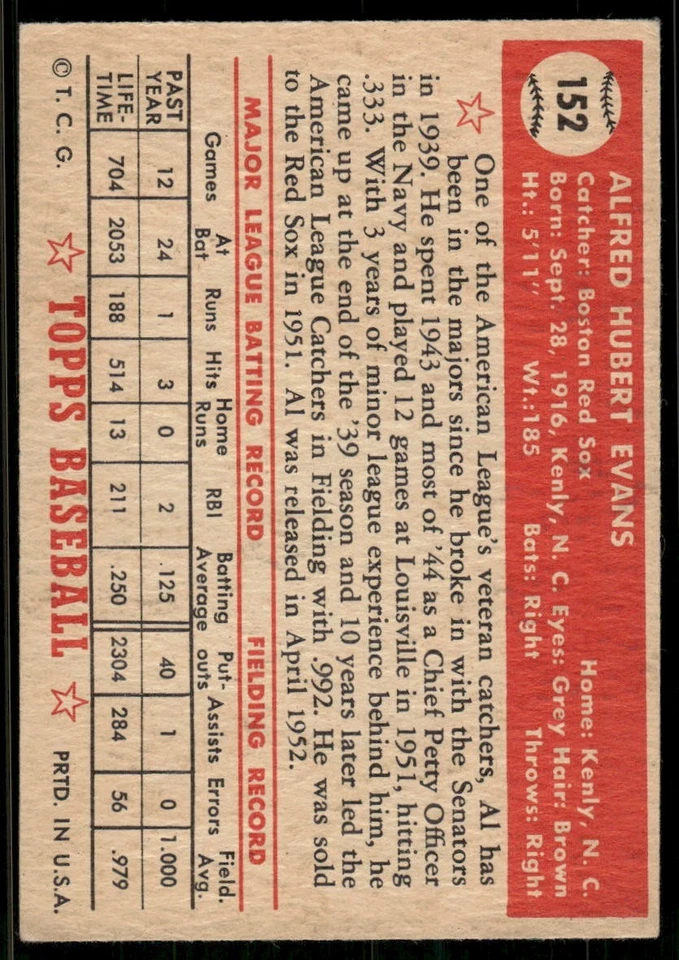 152
ALFRED HUBERT EVANS
Catcher: Boston Red Sox Home: Kenly, N. C.
Born: Sept. 28, 1916, Kenly, N. C. Eyes: Grey Hair: Brown
Ht.: 5'11" Wt.:185 Bats: Right Throws: Right
One of the American League's veteran catchers, Al has
been in the majors since he broke in with the Senators
in 1939. He spent 1943 and most of '44 as a Chief Petty Officer
in the Navy and played 12 games at Louisville in 1951, hitting
.333. With 3 years of minor league experience behind him, he
came up at the end of the '39 season and 10 years later led the
American League Catchers in Fielding with .992. He was sold
to the Red Sox in 1951. Al was released in April 1952.
MAJOR LEAGUE BATTING RECORD FIELDING RECORD
Games At Bat Runs Hits Home Runs RBI Batting Average Put-outs Assists Errors Field. Avg.
PAST YEAR 12 24 1 3 0 2 .125 40 1 0 1.000
LIFE-TIME 704 2053 188 514 13 211 .250 2304 284 56 .979
© T. C. G. TOPPS BASEBALL PRTD. IN U.S.A.